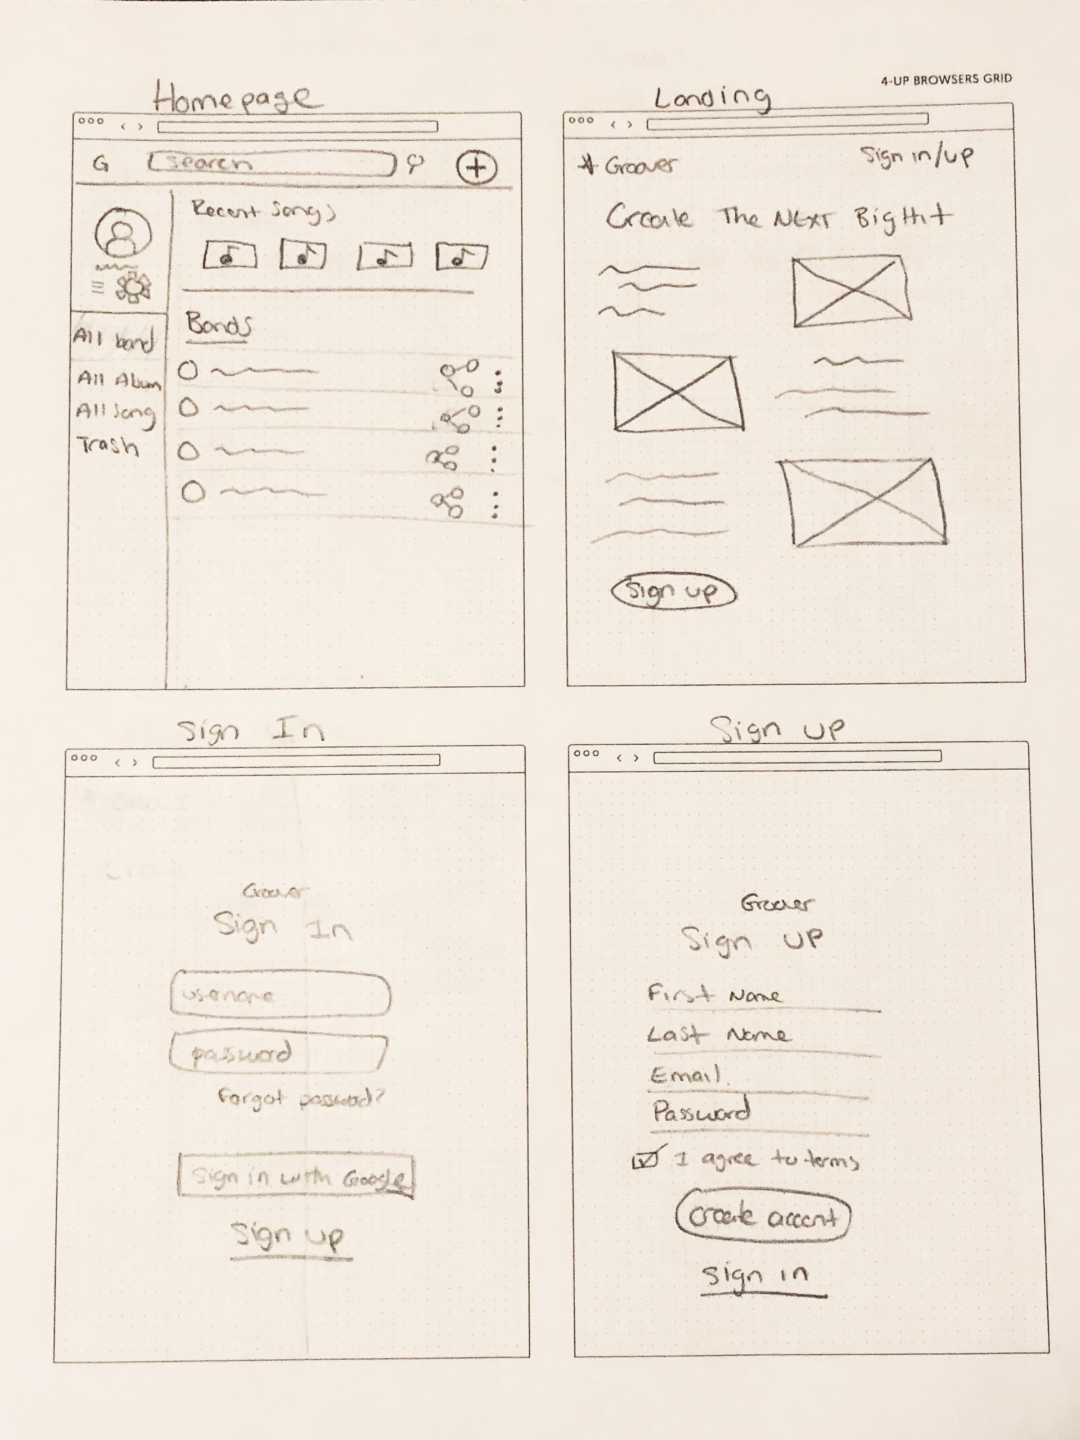 4-UP BROWSERS GRID
Homepage
G
search
Recent Songs
All band
All Album
All song
Trash
Bands
Landing
Groover
Sign in/up
Create The NExT Big Hit
Sign up
Sign In
Groover
Sign In
username
password
Forgot password?
Sign in with Google
Sign up
Sign up
Groover
Sign up
First Name
Last Name
Email
Password
I agree to terms
Create account
Sign in